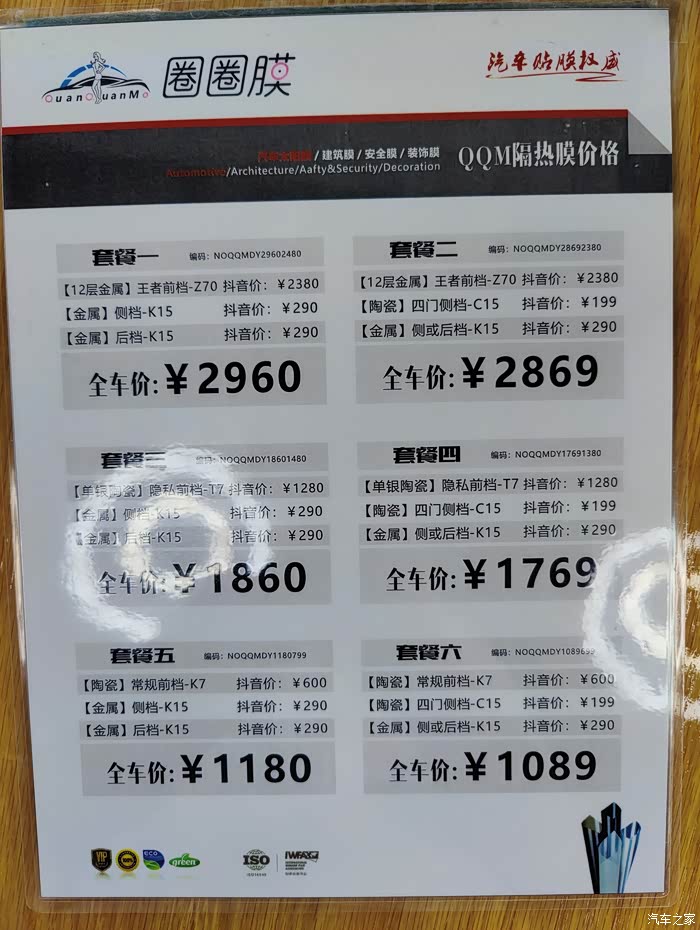 QuanQuanMo
圈圈膜
汽车贴膜权威
汽车太阳膜/建筑膜/安全膜/装饰膜
Automotive/Architecture/Aafty&Security/Decoration
QQM隔热膜价格
套餐一 编码：NOQQMDY29602480
【12层金属】王者前档-Z70 抖音价：￥2380
【金属】侧档-K15 抖音价：￥290
【金属】后档-K15 抖音价：￥290
全车价:￥2960
套餐二 编码：NOQQMDY28692380
【12层金属】王者前档-Z70 抖音价：￥2380
【陶瓷】四门侧档-C15 抖音价：￥199
【金属】侧或后档-K15 抖音价：￥290
全车价:￥2869
套餐三 编码：NOQQMDY18601480
【单银陶瓷】隐私前档-T7 抖音价：￥1280
【金属】侧档-K15 抖音价：￥290
【金属】后档-K15 抖音价：￥290
全车价:￥1860
套餐四 编码：NOQQMDY17691380
【单银陶瓷】隐私前档-T7 抖音价：￥1280
【陶瓷】四门侧档-C15 抖音价：￥199
【金属】侧或后档-K15 抖音价：￥290
全车价:￥1769
套餐五 编码：NOQQMDY1180799
【陶瓷】常规前档-K7 抖音价：￥600
【金属】侧档-K15 抖音价：￥290
【金属】后档-K15 抖音价：￥290
全车价:￥1180
套餐六 编码：NOQQMDY1089699
【陶瓷】常规前档-K7 抖音价：￥600
【陶瓷】四门侧档-C15 抖音价：￥199
【金属】侧或后档-K15 抖音价：￥290
全车价:￥1089
VIP
eco
green
ISO
IWFA
汽车之家